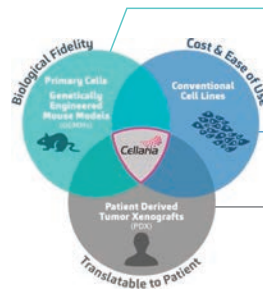 Biological Fidelity
Cost & Ease of Use
Primary Cells
Genetically
Engineered
Mouse Models
(GEMMs)
Conventional
Cell Lines
Cellaria
Patient Derived
Tumor Xenografts
(PDX)
Translatable to Patient